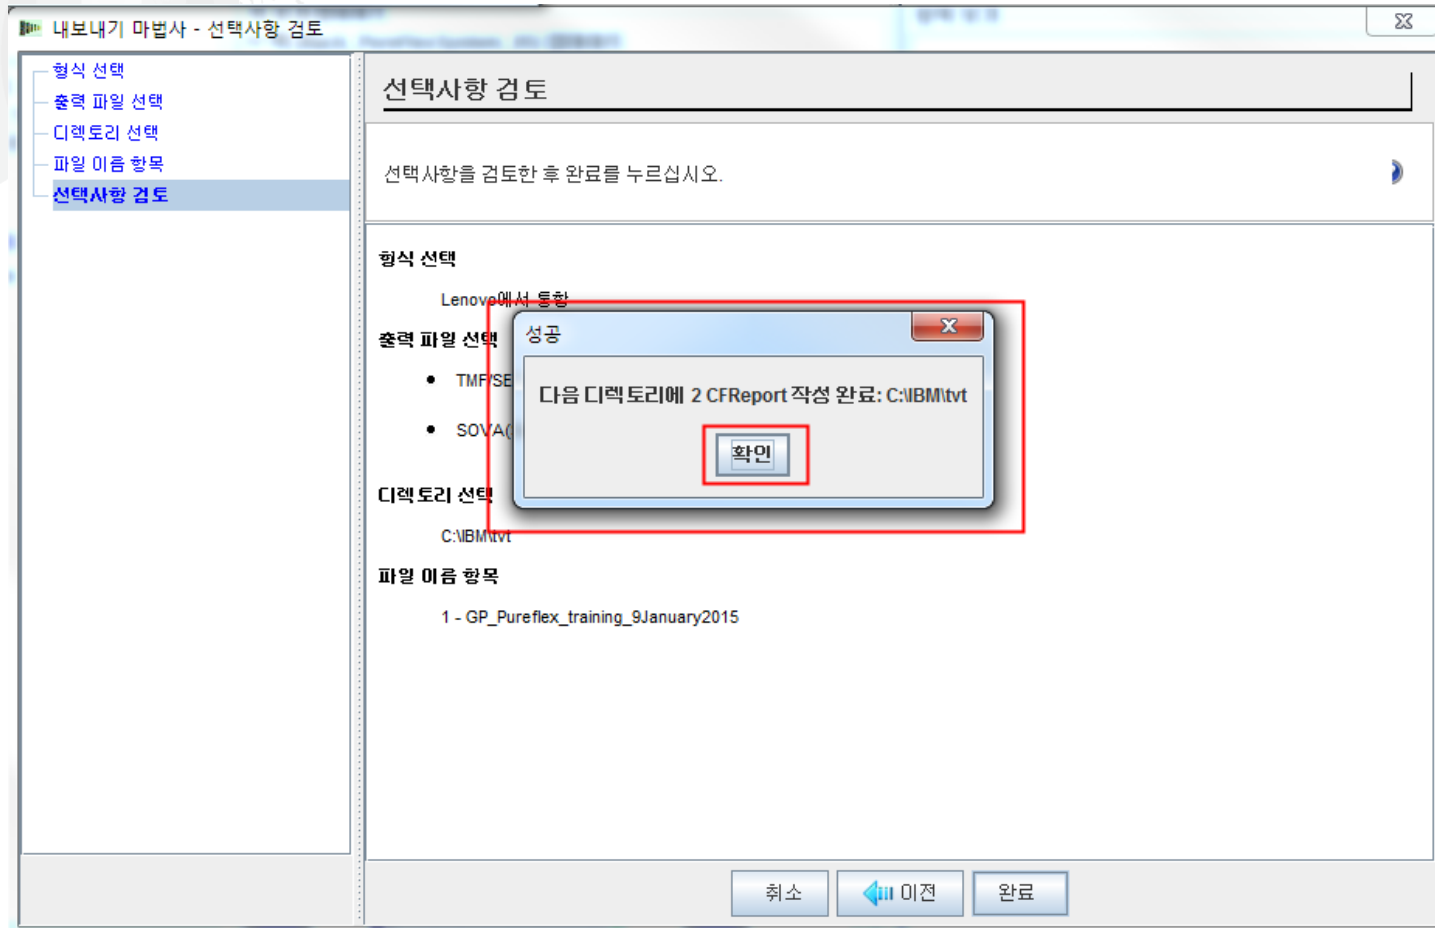 내보내기 마법사 - 선택사항 검토
형식 선택
출력 파일 선택
디렉토리 선택
파일 이름 항목
선택사항 검토
선택사항 검토
선택사항을 검토한 후 완료를 누르십시오.
형식 선택
Lenovo에서 통합
출력 파일 선택
• TMF/SE
• SOVA(
성공
다음 디렉토리에 2 CFReport 작성 완료: C:\IBM\tvt
확인
디렉토리 선택
C:\IBM\tvt
파일 이름 항목
1 - GP_Pureflex_training_9January2015
취소
이전
완료